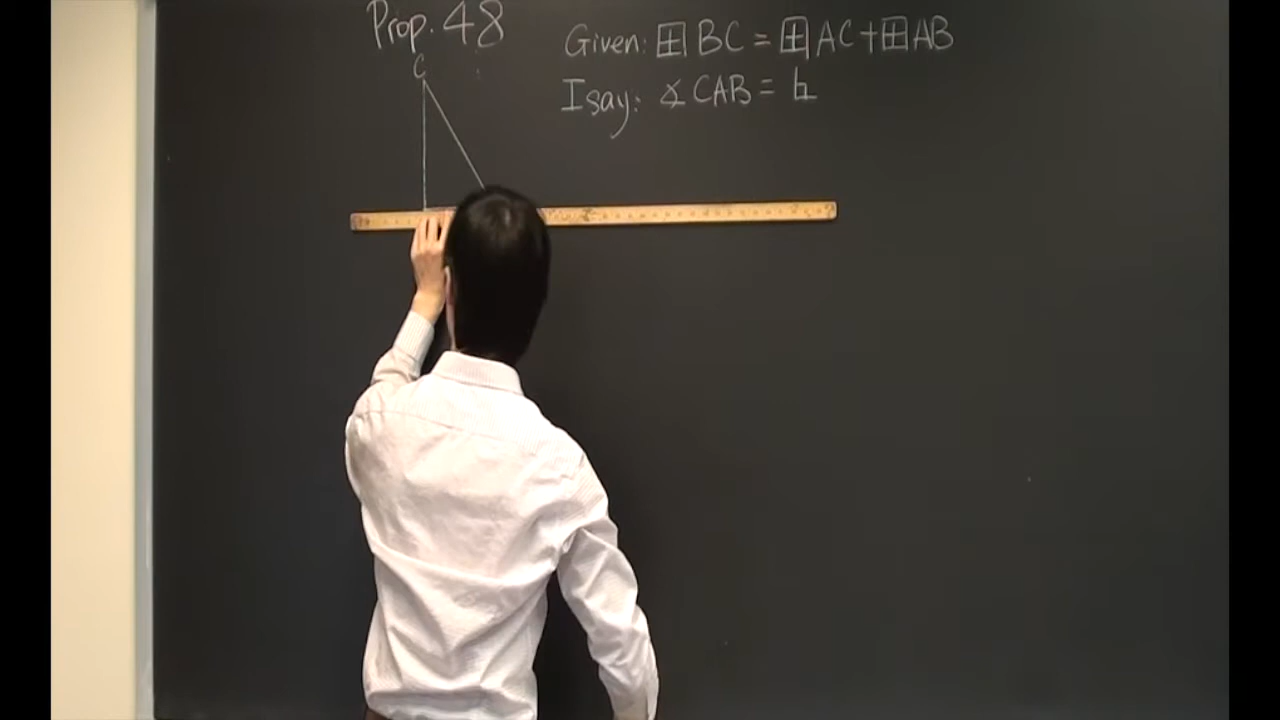 Prop. 48
C
Given: ⊞ BC = ⊞ AC + ⊞ AB
I say: ∡ CAB = ㅦ